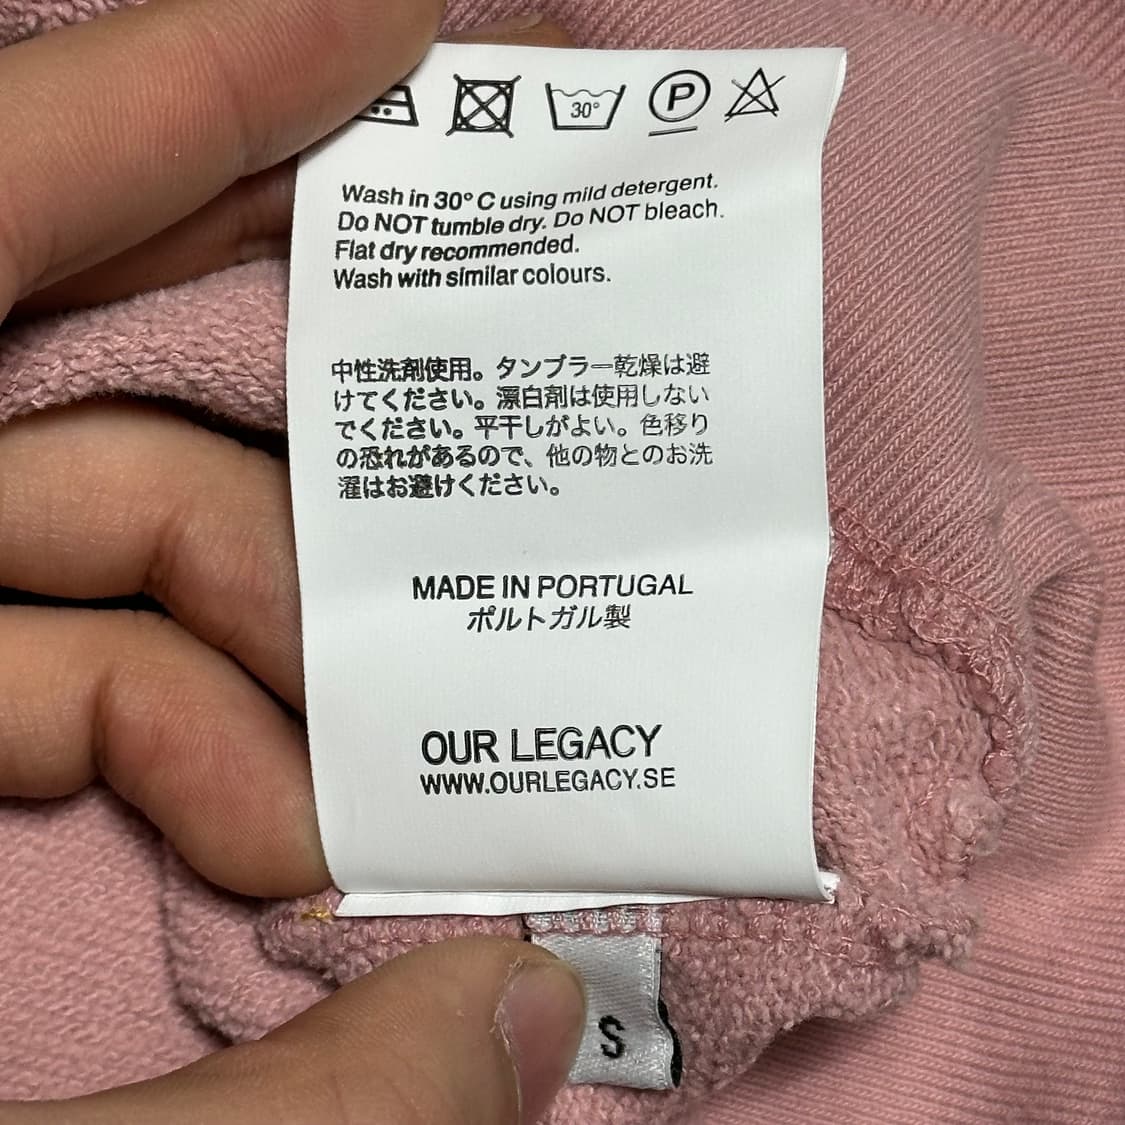 30°
P
Wash in 30° C using mild detergent.
Do NOT tumble dry. Do NOT bleach.
Flat dry recommended.
Wash with similar colours.
中性洗剤使用。タンブラー乾燥は避
けてください。漂白剤は使用しない
でください。平干しがよい。色移り
の恐れがあるので、他の物とのお洗
濯はお避けください。
MADE IN PORTUGAL
ポルトガル製
OUR LEGACY
WWW.OURLEGACY.SE
S